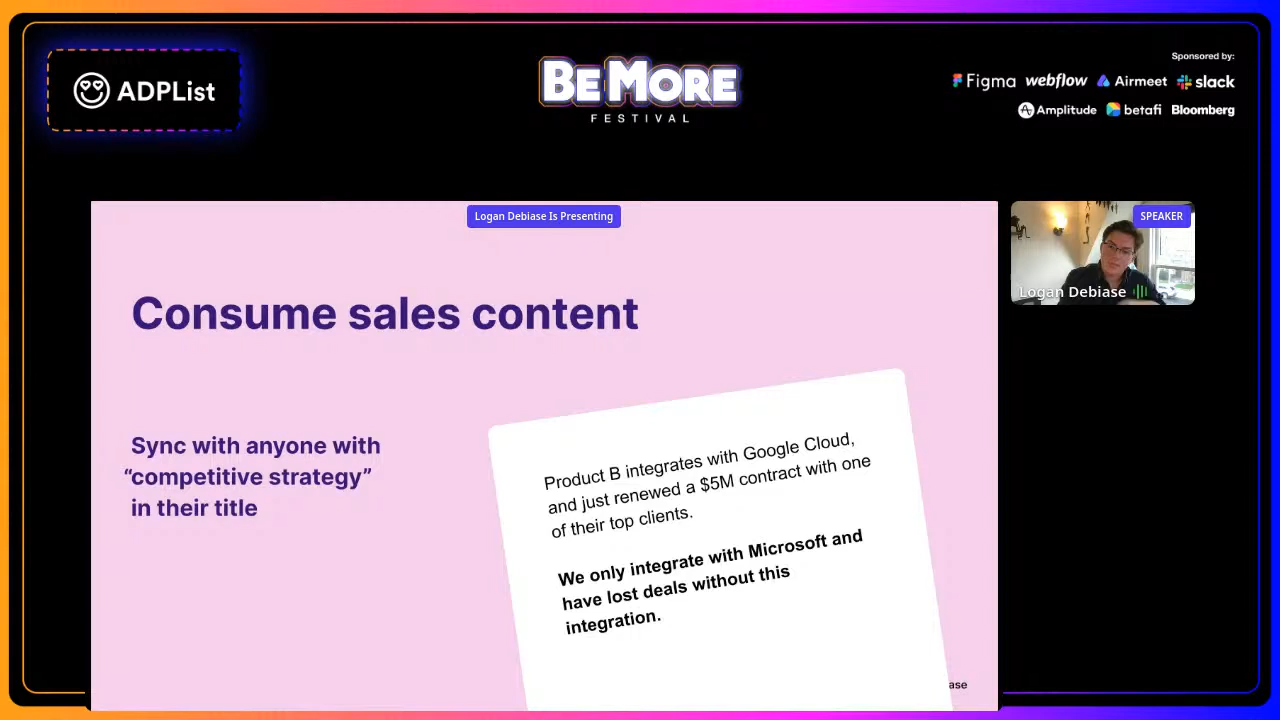 ADPList
BE MORE
FESTIVAL
Sponsored by:
Figma webflow Airmeet slack
Amplitude betafi Bloomberg
Logan Debiase Is Presenting
SPEAKER
Logan Debiase
Consume sales content
Sync with anyone with
“competitive strategy”
in their title
Product B integrates with Google Cloud,
and just renewed a $5M contract with one
of their top clients.
We only integrate with Microsoft and
have lost deals without this
integration.
ase